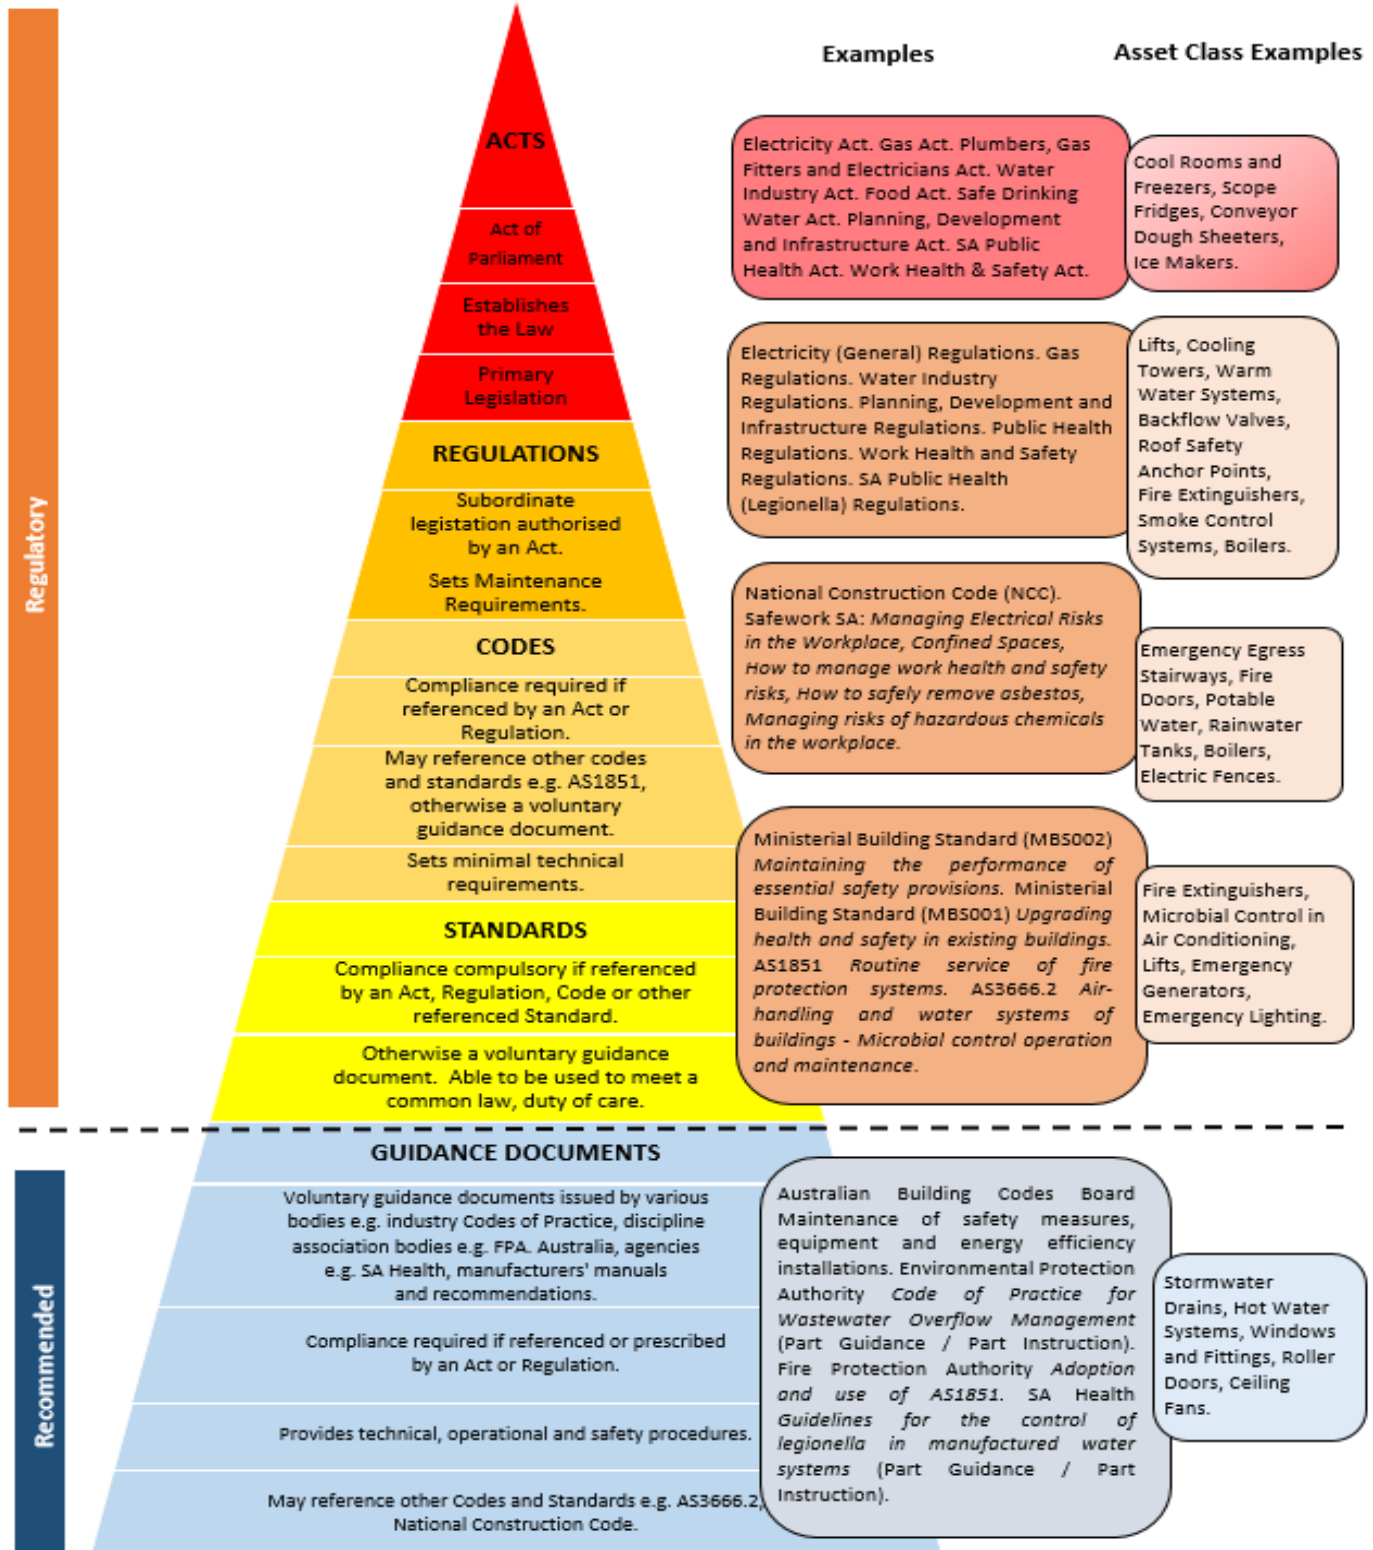 Examples
Asset Class Examples
Regulatory
ACTS
Act of
Parliament
Establishes
the Law
Primary
Legislation
Electricity Act. Gas Act. Plumbers, Gas
Fitters and Electricians Act. Water
Industry Act. Food Act. Safe Drinking
Water Act. Planning, Development
and Infrastructure Act. SA Public
Health Act. Work Health & Safety Act.
Cool Rooms and
Freezers, Scope
Fridges, Conveyor
Dough Sheeters,
Ice Makers.
REGULATIONS
Subordinate
legistation authorised
by an Act.
Sets Maintenance
Requirements.
Electricity (General) Regulations. Gas
Regulations. Water Industry
Regulations. Planning, Development and
Infrastructure Regulations. Public Health
Regulations. Work Health and Safety
Regulations. SA Public Health
(Legionella) Regulations.
Lifts, Cooling
Towers, Warm
Water Systems,
Backflow Valves,
Roof Safety
Anchor Points,
Fire Extinguishers,
Smoke Control
Systems, Boilers.
CODES
Compliance required if
referenced by an Act or
Regulation.
May reference other codes
and standards e.g. AS1851,
otherwise a voluntary
guidance document.
Sets minimal technical
requirements.
National Construction Code (NCC).
Safework SA: Managing Electrical Risks
in the Workplace, Confined Spaces,
How to manage work health and safety
risks, How to safely remove asbestos,
Managing risks of hazardous chemicals
in the workplace.
Emergency Egress
Stairways, Fire
Doors, Potable
Water, Rainwater
Tanks, Boilers,
Electric Fences.
STANDARDS
Compliance compulsory if referenced
by an Act, Regulation, Code or other
referenced Standard.
Otherwise a voluntary guidance
document. Able to be used to meet a
common law, duty of care.
Ministerial Building Standard (MBS002)
Maintaining the performance of
essential safety provisions. Ministerial
Building Standard (MBS001) Upgrading
health and safety in existing buildings.
AS1851 Routine service of fire
protection systems. AS3666.2 Air-
handling and water systems of
buildings - Microbial control operation
and maintenance.
Fire Extinguishers,
Microbial Control in
Air Conditioning,
Lifts, Emergency
Generators,
Emergency Lighting.
Recommended
GUIDANCE DOCUMENTS
Voluntary guidance documents issued by various
bodies e.g. industry Codes of Practice, discipline
association bodies e.g. FPA. Australia, agencies
e.g. SA Health, manufacturers' manuals
and recommendations.
Compliance required if referenced or prescribed
by an Act or Regulation.
Provides technical, operational and safety procedures.
May reference other Codes and Standards e.g. AS3666.2,
National Construction Code.
Australian Building Codes Board
Maintenance of safety measures,
equipment and energy efficiency
installations. Environmental Protection
Authority Code of Practice for
Wastewater Overflow Management
(Part Guidance / Part Instruction).
Fire Protection Authority Adoption
and use of AS1851. SA Health
Guidelines for the control of
legionella in manufactured water
systems (Part Guidance / Part
Instruction).
Stormwater
Drains, Hot Water
Systems, Windows
and Fittings, Roller
Doors, Ceiling
Fans.